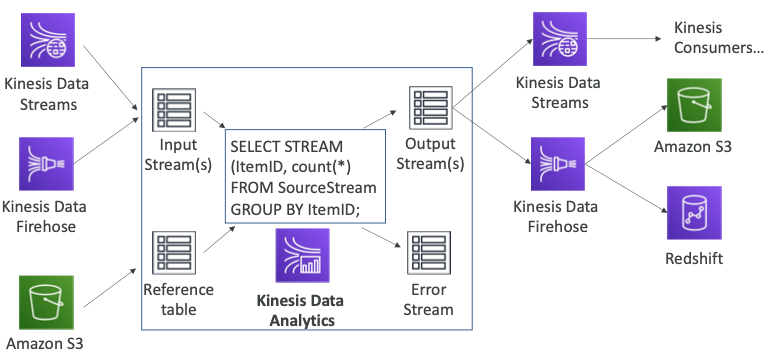 Kinesis Data
Streams
Kinesis Data
Firehose
Amazon S3
Input
Stream(s)
Reference
table
SELECT STREAM
(ItemID, count(*)
FROM SourceStream
GROUP BY ItemID;
Kinesis Data
Analytics
Output
Stream(s)
Error
Stream
Kinesis Data
Streams
Kinesis Data
Firehose
Kinesis
Consumers...
Amazon S3
Redshift